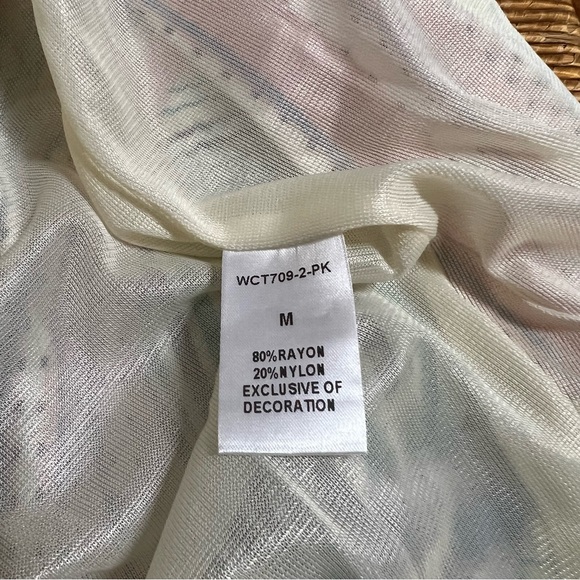 WCT709-2-PK
M
80%RAYON
20%NYLON
EXCLUSIVE OF
DECORATION